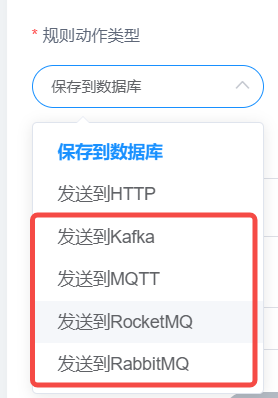 * 规则动作类型
保存到数据库
保存到数据库
发送到HTTP
发送到Kafka
发送到MQTT
发送到RocketMQ
发送到RabbitMQ